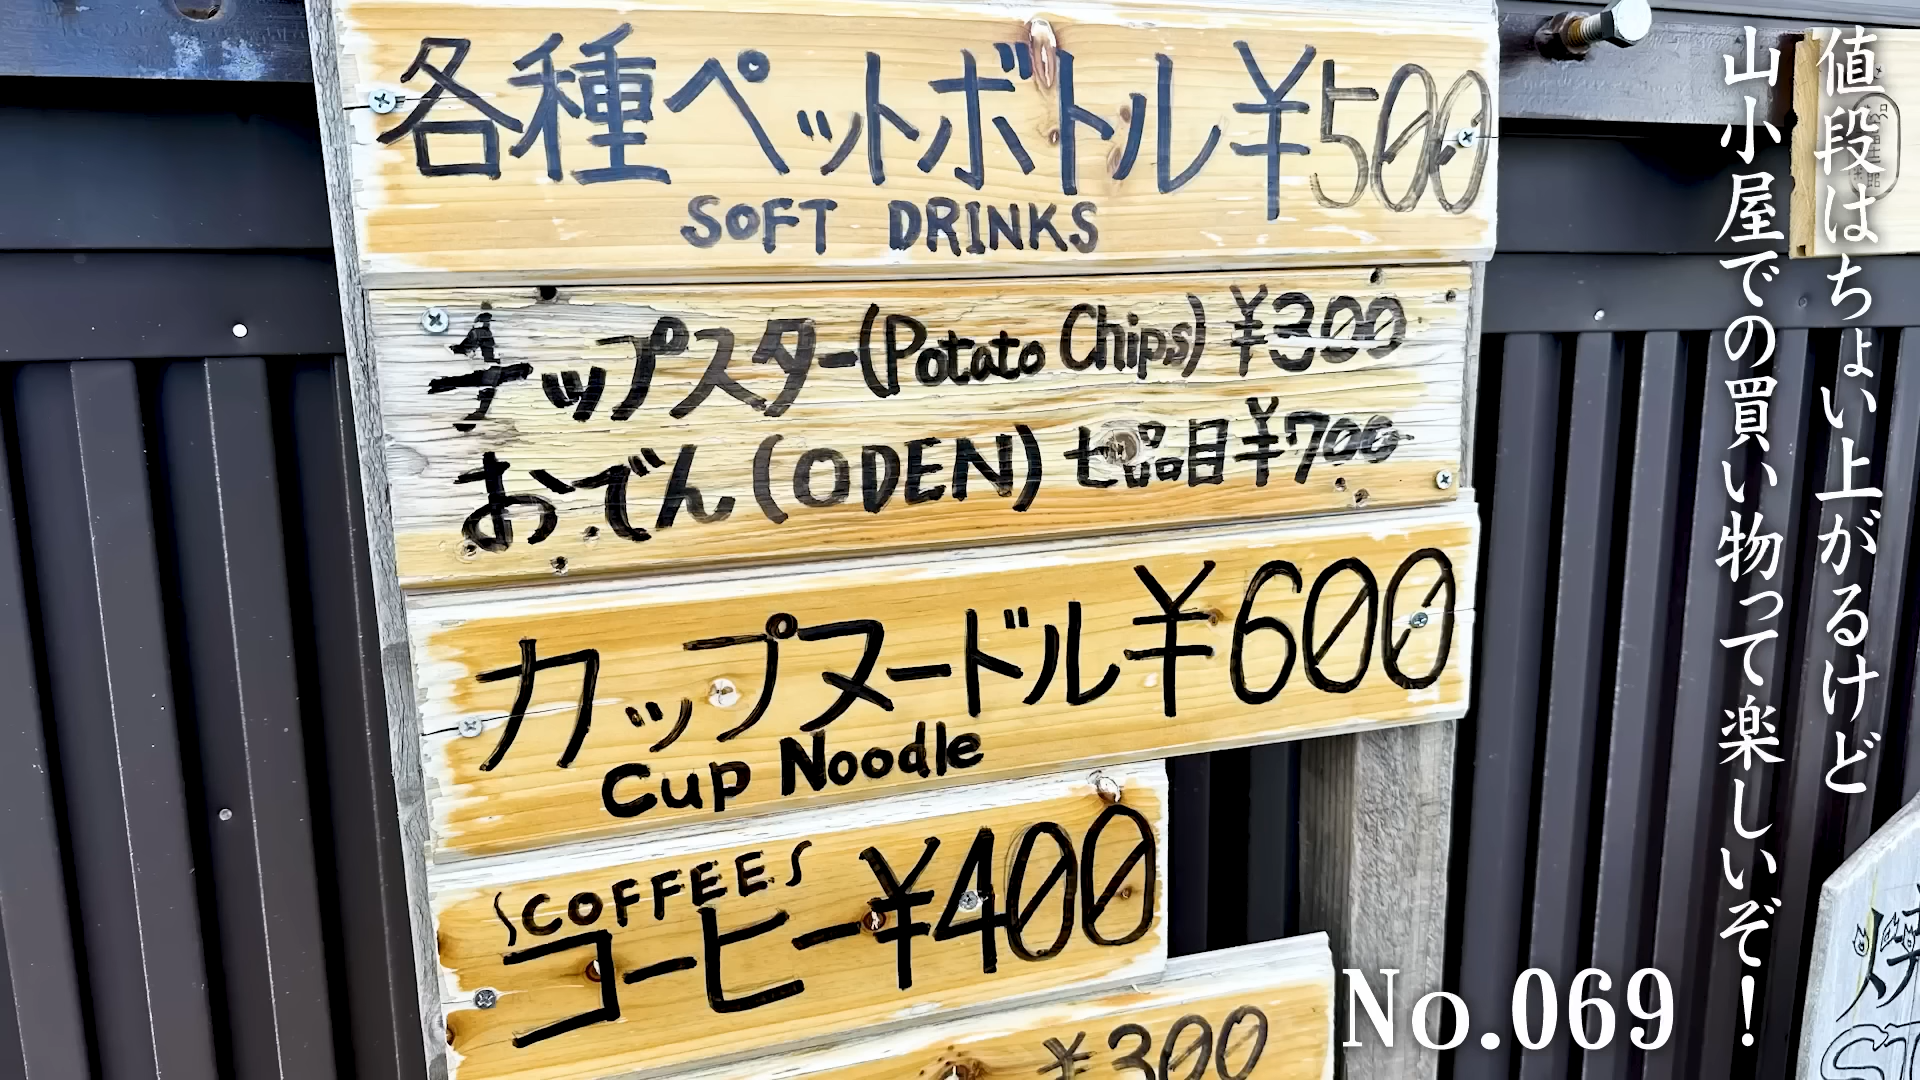 値段はちょい上がるけど
山小屋での買い物って楽しいぞ！
各種ペットボトル ¥500
SOFT DRINKS
チップスター(Potato Chips) ¥300
おでん(ODEN) 七品目 ¥700
カップヌードル ¥600
Cup Noodle
COFFEE
コーヒー ¥400
¥300
No.069